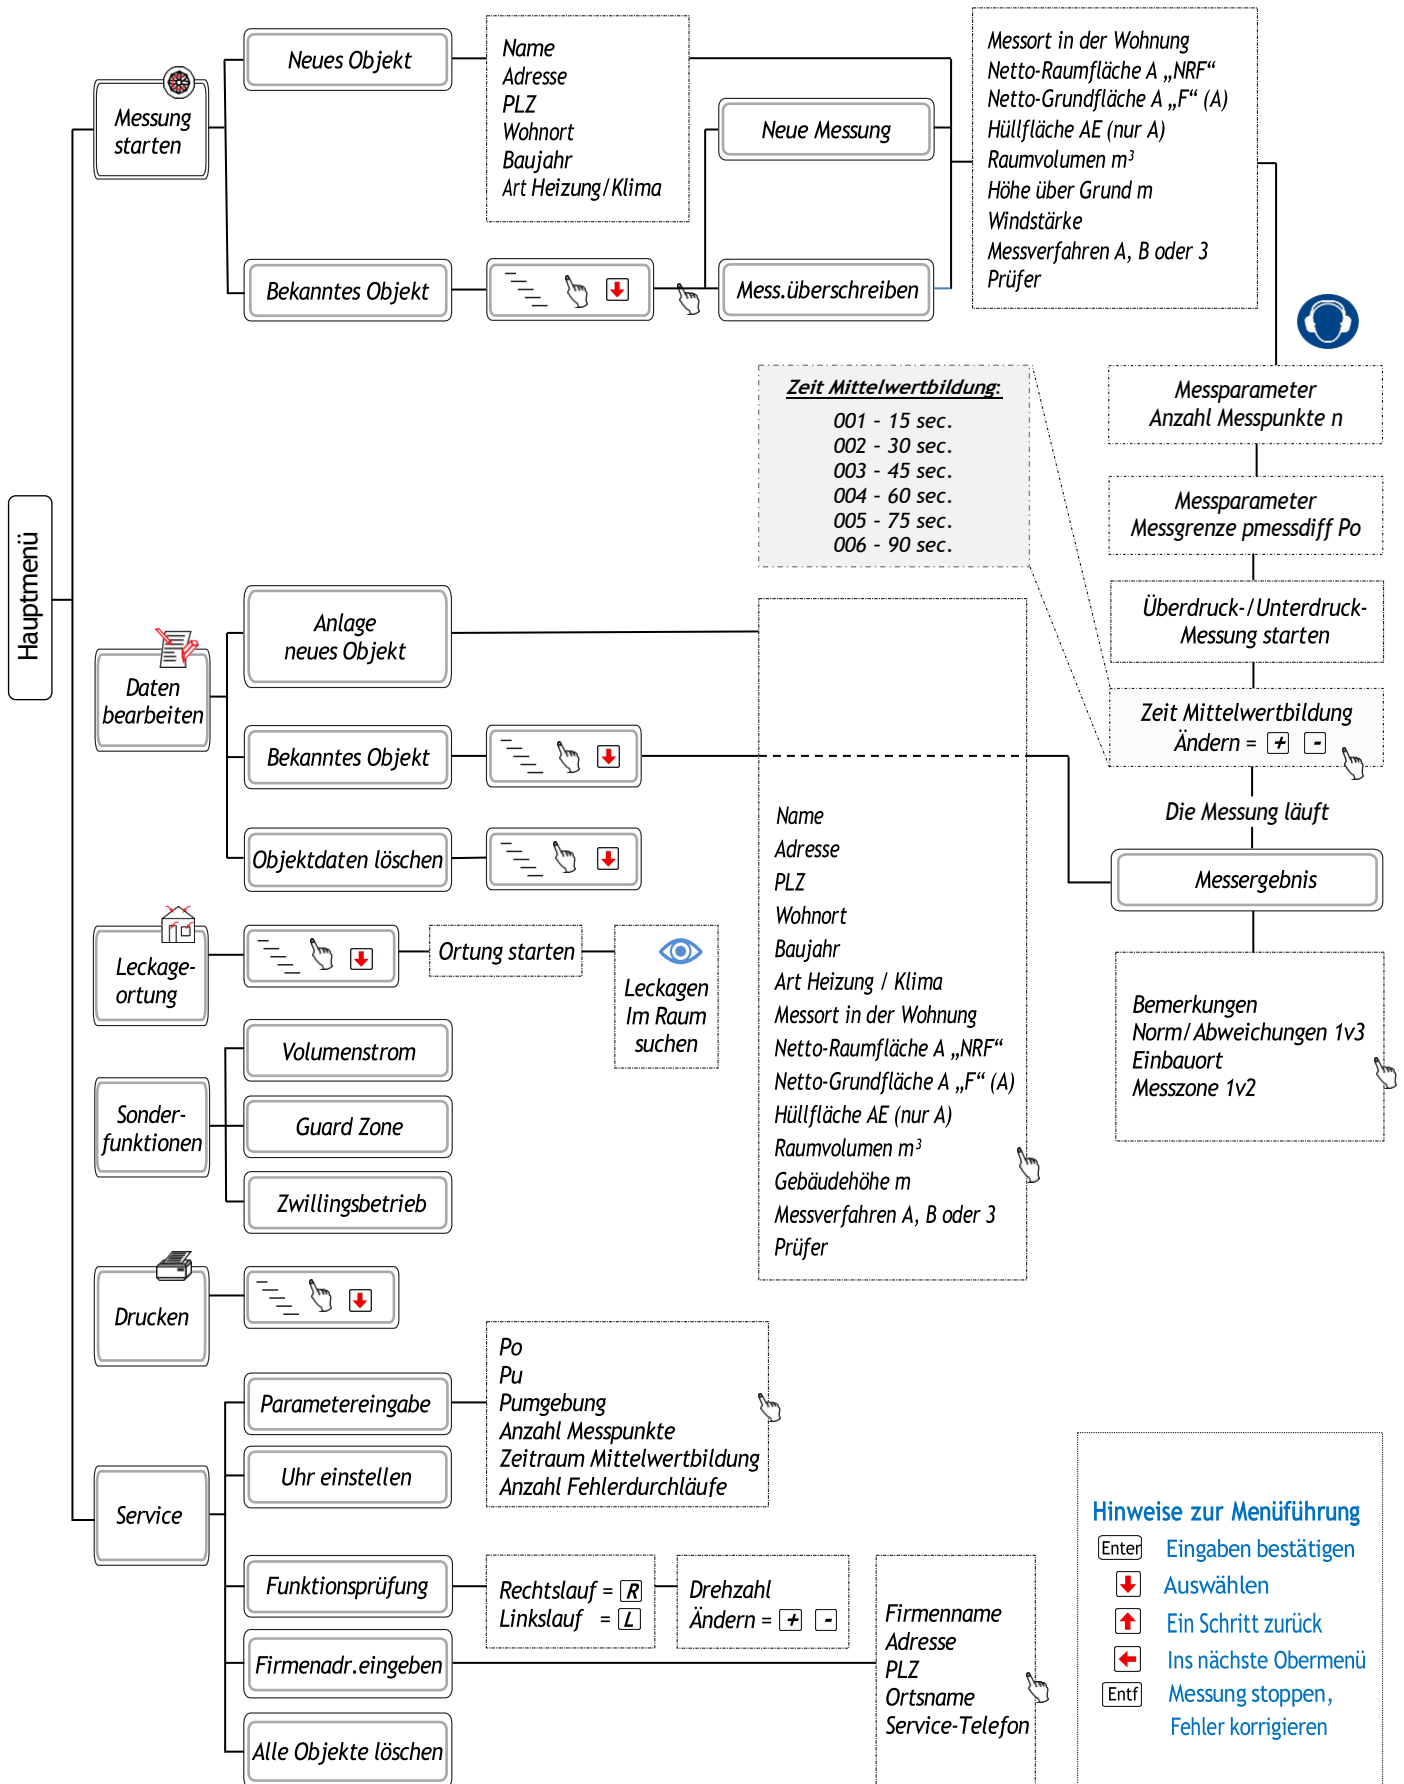 Hauptmenü
Messung
starten
Neues Objekt
Name
Adresse
PLZ
Wohnort
Baujahr
Art Heizung/Klima
Bekanntes Objekt
Neue Messung
Mess.überschreiben
Messort in der Wohnung
Netto-Raumfläche A „NRF“
Netto-Grundfläche A „F“ (A)
Hüllfläche AE (nur A)
Raumvolumen m³
Höhe über Grund m
Windstärke
Messverfahren A, B oder 3
Prüfer
Messparameter
Anzahl Messpunkte n
Messparameter
Messgrenze pmessdiff Po
Überdruck-/Unterdruck-
Messung starten
Zeit Mittelwertbildung
Ändern = + -
Zeit Mittelwertbildung:
001 - 15 sec.
002 - 30 sec.
003 - 45 sec.
004 - 60 sec.
005 - 75 sec.
006 - 90 sec.
Die Messung läuft
Messergebnis
Bemerkungen
Norm/Abweichungen 1v3
Einbauort
Messzone 1v2
Daten
bearbeiten
Anlage
neues Objekt
Bekanntes Objekt
Objektdaten löschen
Name
Adresse
PLZ
Wohnort
Baujahr
Art Heizung / Klima
Messort in der Wohnung
Netto-Raumfläche A „NRF“
Netto-Grundfläche A „F“ (A)
Hüllfläche AE (nur A)
Raumvolumen m³
Gebäudehöhe m
Messverfahren A, B oder 3
Prüfer
Leckage-
ortung
Ortung starten
Leckagen
Im Raum
suchen
Sonder-
funktionen
Volumenstrom
Guard Zone
Zwillingsbetrieb
Drucken
Service
Parametereingabe
Po
Pu
Pumgebung
Anzahl Messpunkte
Zeitraum Mittelwertbildung
Anzahl Fehlerdurchläufe
Uhr einstellen
Funktionsprüfung
Rechtslauf = R
Linkslauf = L
Drehzahl
Ändern = + -
Firmenadr.eingeben
Firmenname
Adresse
PLZ
Ortsname
Service-Telefon
Alle Objekte löschen
Hinweise zur Menüführung
Enter Eingaben bestätigen
Auswählen
Ein Schritt zurück
Ins nächste Obermenü
Entf Messung stoppen,
Fehler korrigieren